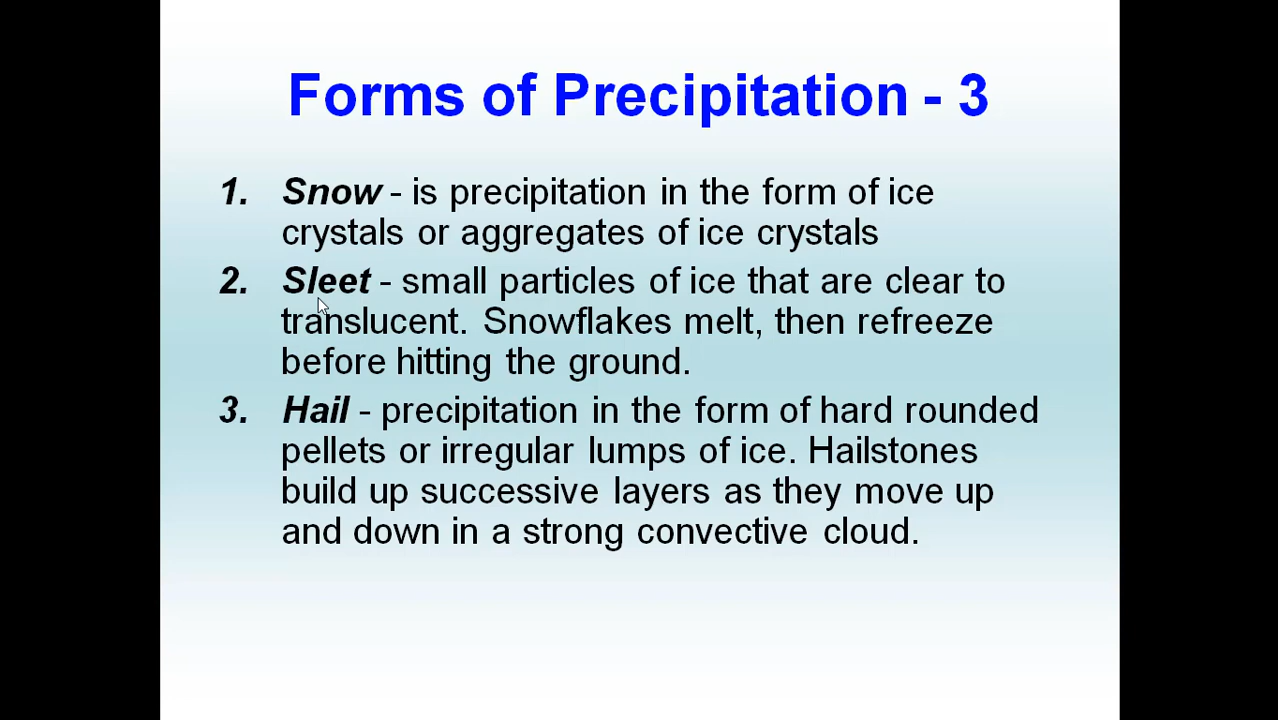 Forms of Precipitation - 3
1. Snow - is precipitation in the form of ice
crystals or aggregates of ice crystals
2. Sleet - small particles of ice that are clear to
translucent. Snowflakes melt, then refreeze
before hitting the ground.
3. Hail - precipitation in the form of hard rounded
pellets or irregular lumps of ice. Hailstones
build up successive layers as they move up
and down in a strong convective cloud.